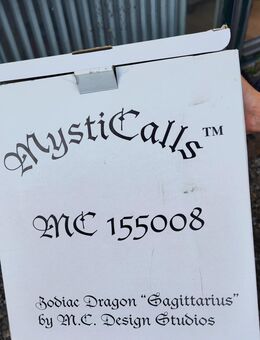 MystiCalls™
MC 155008
Zodiac Dragon "Sagittarius"
by M.C. Design Studios